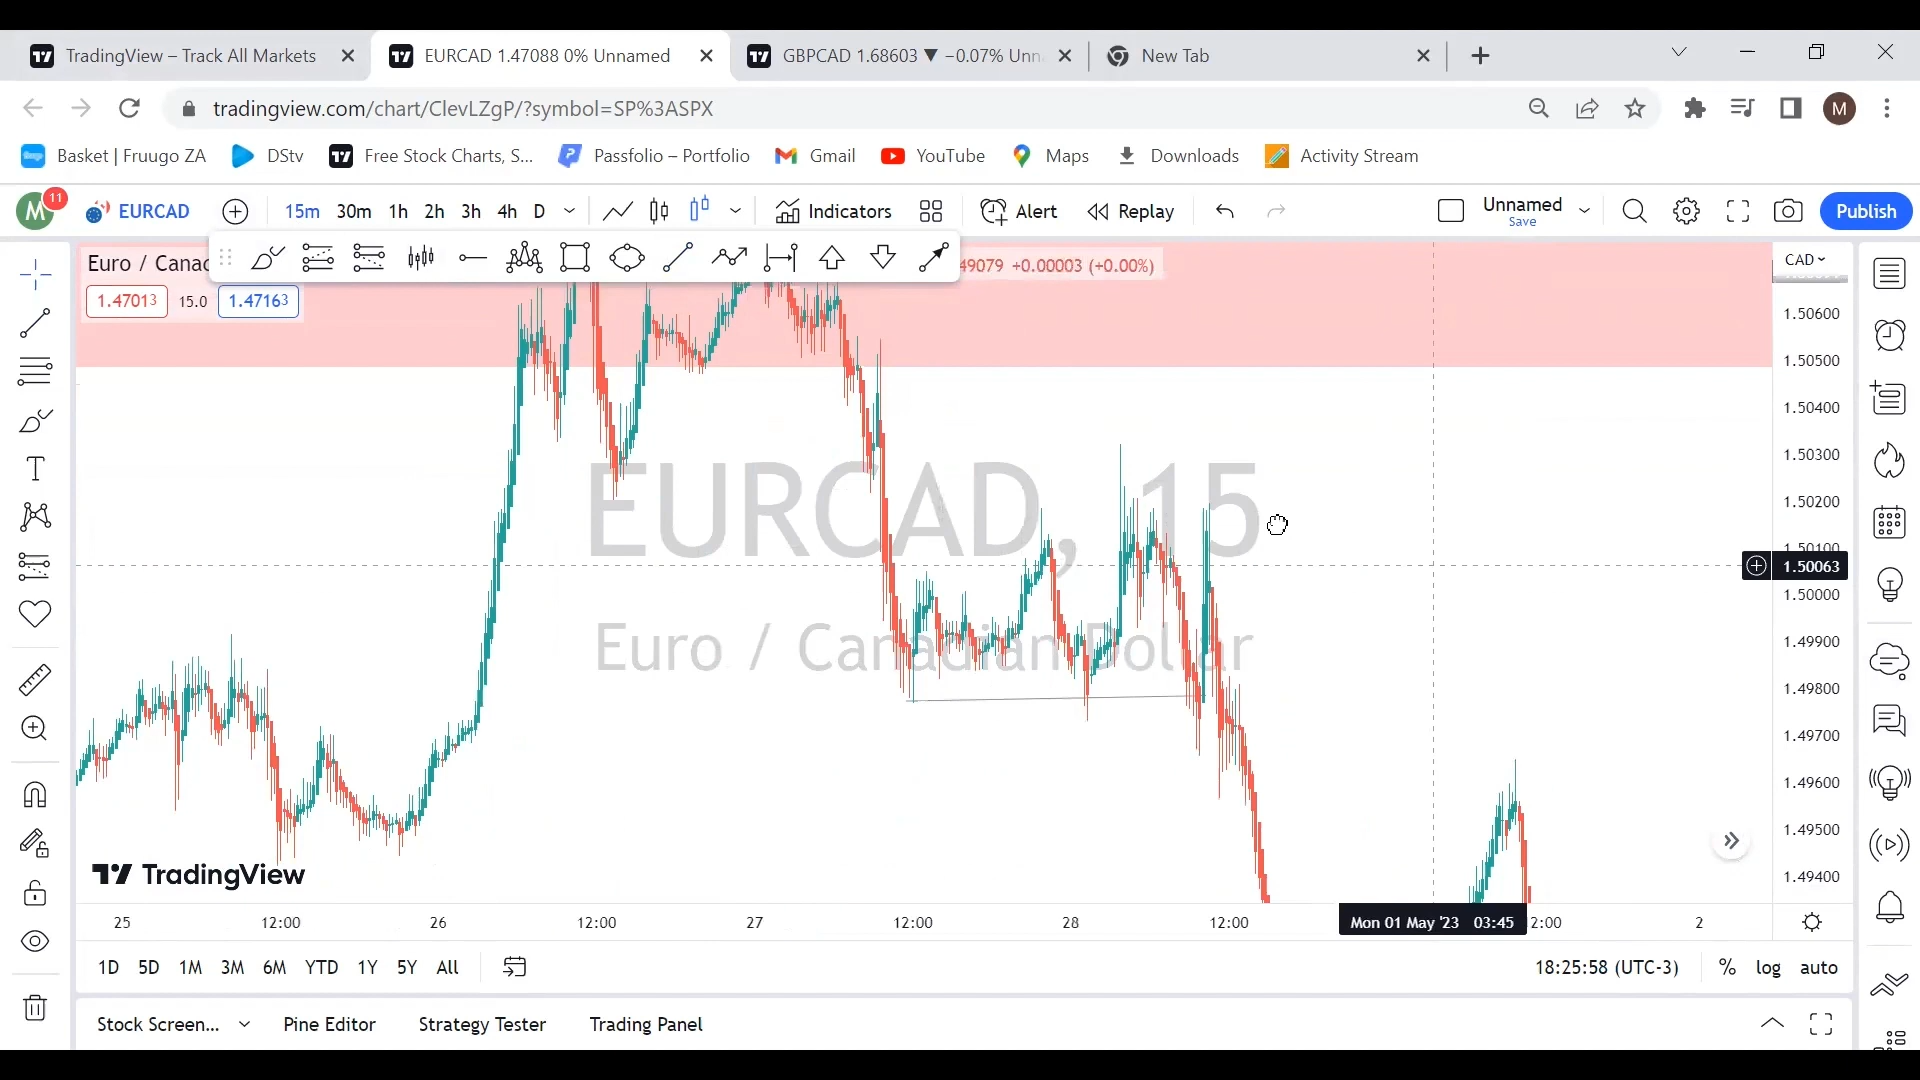 TradingView – Track All Markets
EURCAD 1.47088 0% Unnamed
GBPCAD 1.68603 ▼ −0.07% Unn
New Tab
tradingview.com/chart/ClevLZgP/?symbol=SP%3ASPX
M
Basket | Fruugo ZA
DStv
Free Stock Charts, S...
Passfolio – Portfolio
Gmail
YouTube
Maps
Downloads
Activity Stream
M
11
EURCAD
15m
30m
1h
2h
3h
4h
D
Indicators
Alert
Replay
Unnamed
Save
Publish
Euro / Canad
49079 +0.00003 (+0.00%)
CAD
1.47013
15.0
1.47163
1.50600
1.50500
1.50400
1.50300
1.50200
1.50100
1.50063
1.50000
1.49900
1.49800
1.49700
1.49600
1.49500
1.49400
EURCAD, 15
Euro / Canadian Dollar
TradingView
25
12:00
26
12:00
27
12:00
28
12:00
Mon 01 May '23 03:45
2:00
2
1D
5D
1M
3M
6M
YTD
1Y
5Y
All
18:25:58 (UTC-3)
%
log
auto
Stock Screen...
Pine Editor
Strategy Tester
Trading Panel